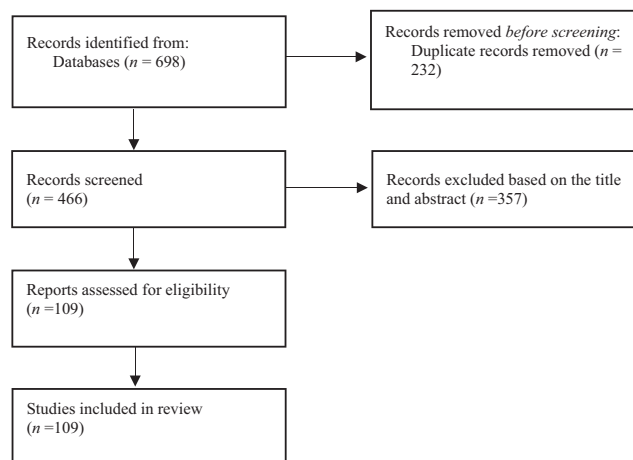 Records identified from:
Databases (n = 698)
Records removed before screening:
Duplicate records removed (n =
232)
Records screened
(n = 466)
Records excluded based on the title
and abstract (n =357)
Reports assessed for eligibility
(n =109)
Studies included in review
(n =109)